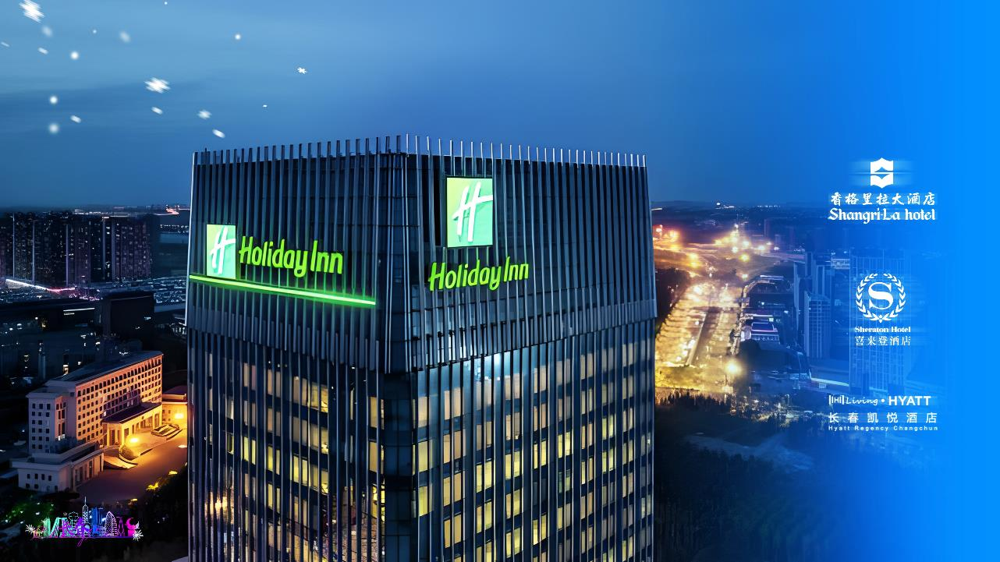 Holiday Inn
Holiday Inn
香格里拉大酒店
Shangri-La hotel
S
Sheraton Hotel
喜来登酒店
Living · HYATT
长春凯悦酒店
Hyatt Regency Changchun